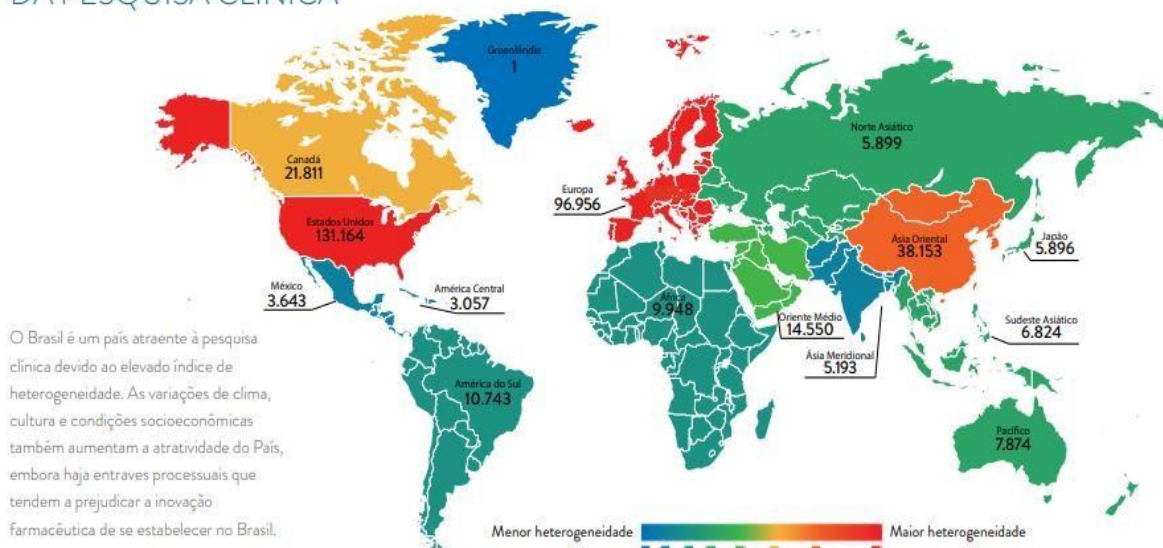 DA PESQUISA CLÍNICA
Groenlândia
1
Canadá
21.811
Estados Unidos
131.164
México
3.643
América Central
3.057
América do Sul
10.743
Europa
96.956
África
9.948
Norte Asiático
5.899
Ásia Oriental
38.153
Japão
5.896
Oriente Médio
14.550
Ásia Meridional
5.193
Sudeste Asiático
6.824
Pacífico
7.874
O Brasil é um país atraente à pesquisa
clínica devido ao elevado índice de
heterogeneidade. As variações de clima,
cultura e condições socioeconômicas
também aumentam a atratividade do País,
embora haja entraves processuais que
tendem a prejudicar a inovação
farmacêutica de se estabelecer no Brasil.
Menor heterogeneidade
Maior heterogeneidade